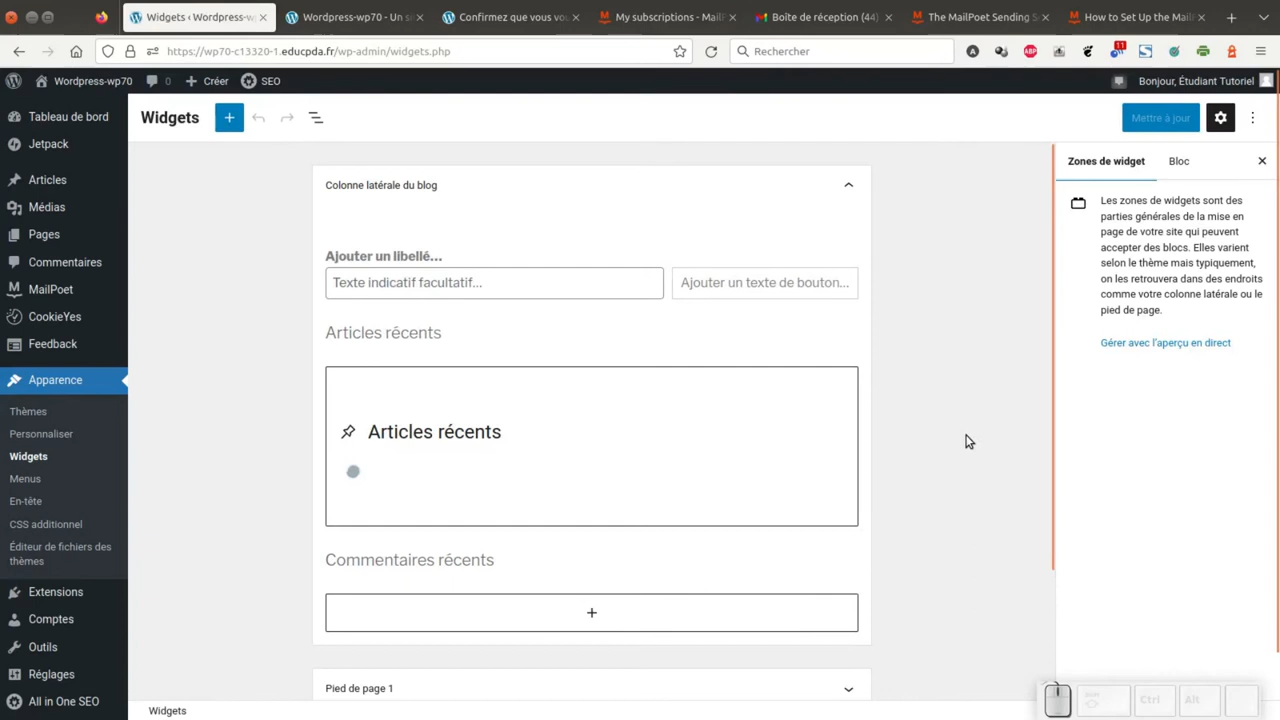 Widgets ‹ Wordpress-w
Wordpress-wp70 - Un s
Confirmez que vous vou
My subscriptions - MailP
Boîte de réception (44)
The MailPoet Sending S
How to Set Up the MailP
https://wp70-c13320-1.educpda.fr/wp-admin/widgets.php
Rechercher
ABP
11
Wordpress-wp70
0
Créer
SEO
Bonjour, Étudiant Tutoriel
Tableau de bord
Jetpack
Articles
Médias
Pages
Commentaires
MailPoet
CookieYes
Feedback
Apparence
Thèmes
Personnaliser
Widgets
Menus
En-tête
CSS additionnel
Éditeur de fichiers des
thèmes
Extensions
Comptes
Outils
Réglages
All in One SEO
Widgets
Mettre à jour
Colonne latérale du blog
Ajouter un libellé...
Texte indicatif facultatif...
Ajouter un texte de bouton...
Articles récents
Articles récents
Commentaires récents
Pied de page 1
Widgets
Zones de widget
Bloc
Les zones de widgets sont des
parties générales de la mise en
page de votre site qui peuvent
accepter des blocs. Elles varient
selon le thème mais typiquement,
on les retrouvera dans des endroits
comme votre colonne latérale ou le
pied de page.
Gérer avec l'aperçu en direct
Ctrl
Alt